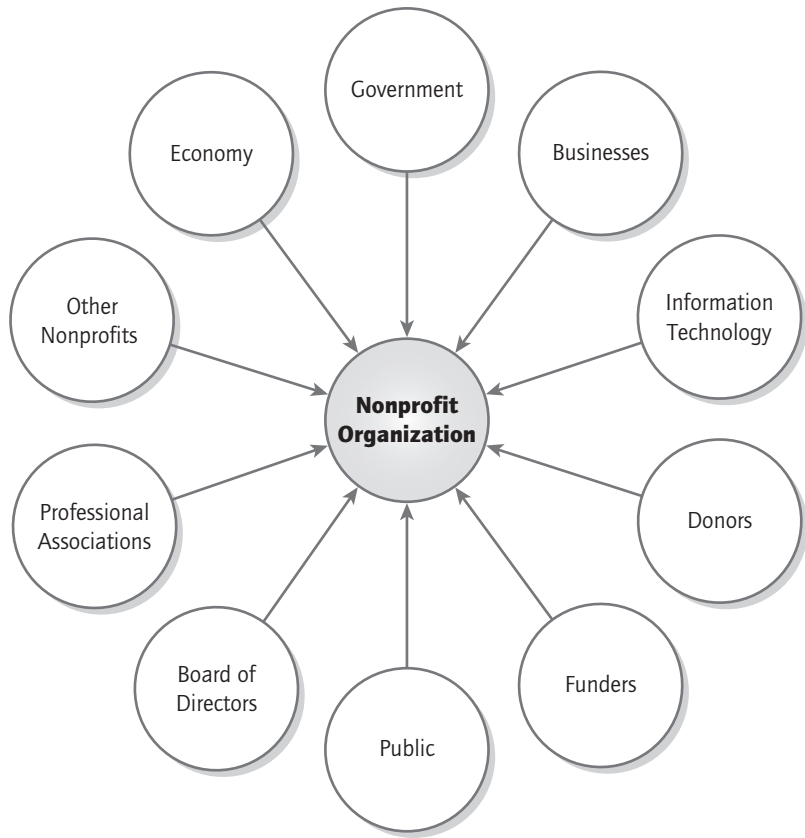 Government
Economy
Businesses
Other
Nonprofits
Information
Technology
Nonprofit
Organization
Professional
Associations
Donors
Board of
Directors
Funders
Public